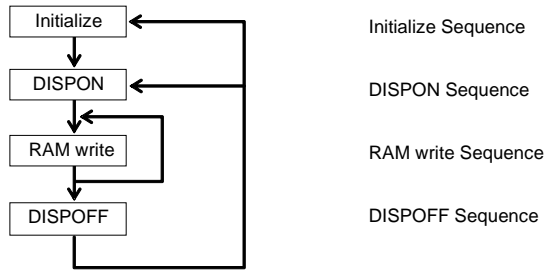 Initialize
Initialize Sequence
DISPON
DISPON Sequence
RAM write
RAM write Sequence
DISPOFF
DISPOFF Sequence